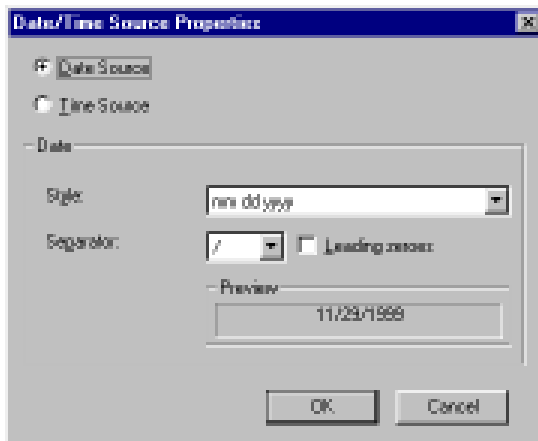 Date/Time Source Properties
Date Source
Time Source
Date
Style:
mm dd yyyy
Separator:
/
Leading zeroes
Preview
11/29/1999
OK
Cancel